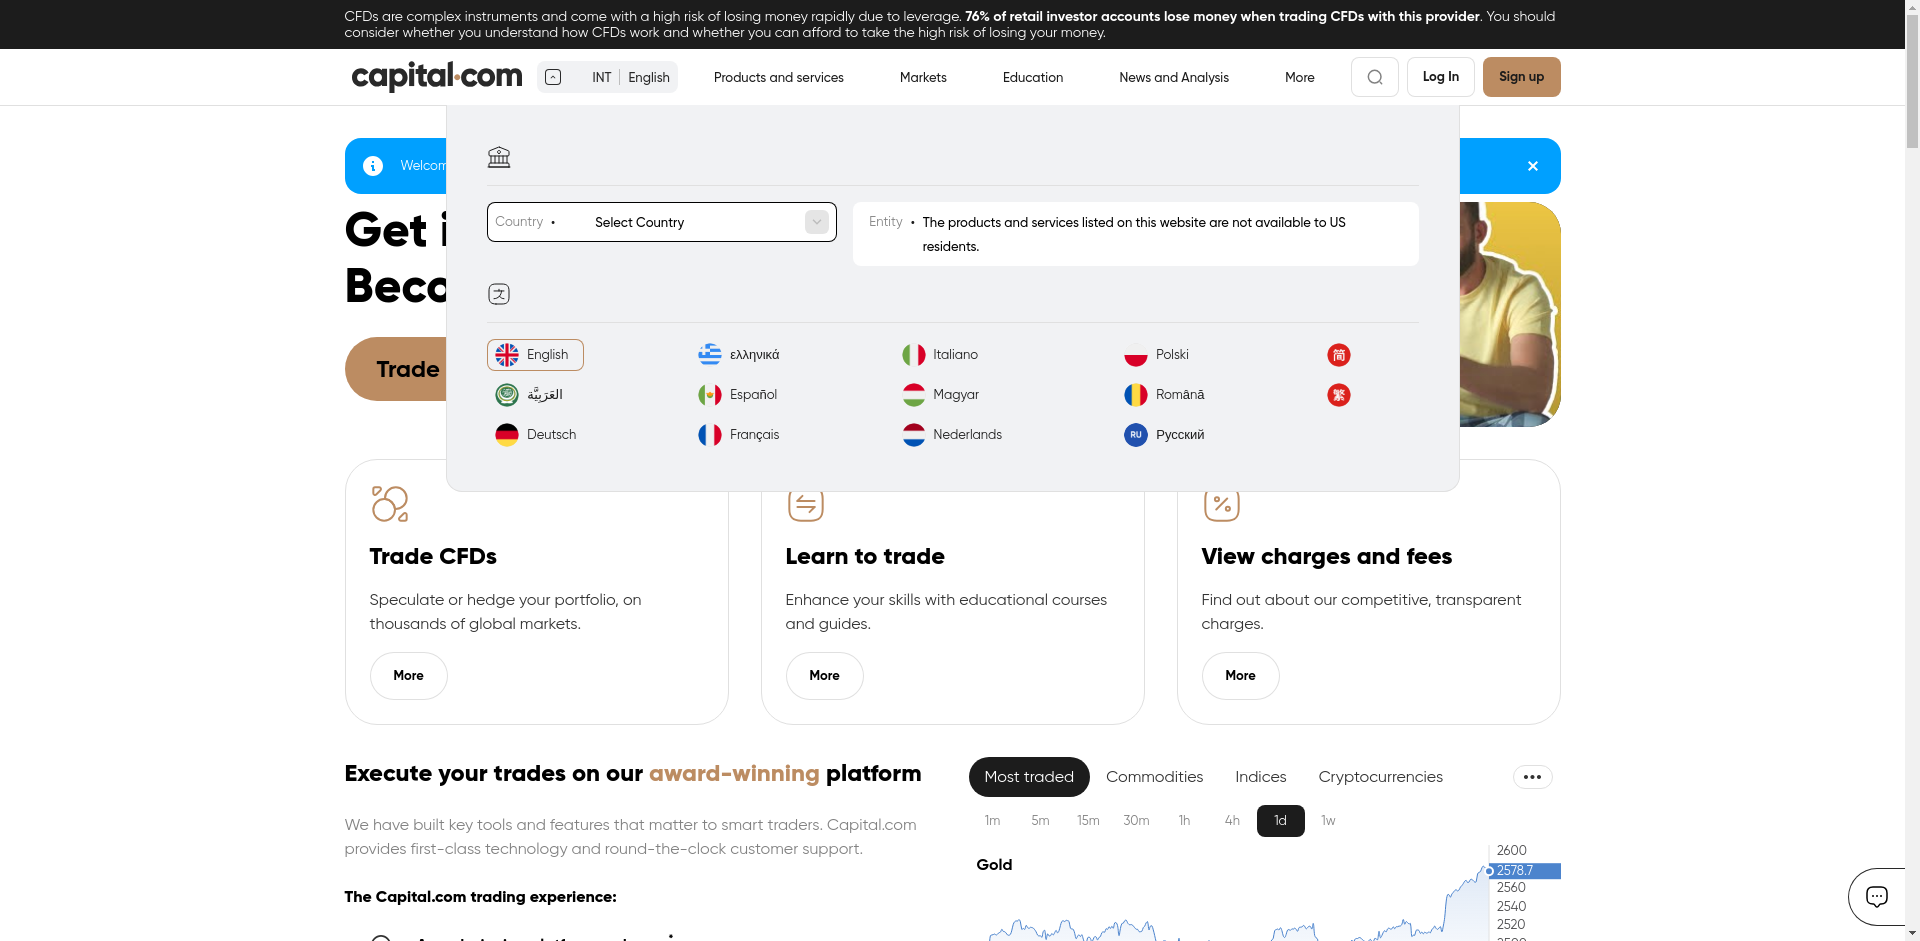 CFDs are complex instruments and come with a high risk of losing money rapidly due to leverage. 76% of retail investor accounts lose money when trading CFDs with this provider. You should
consider whether you understand how CFDs work and whether you can afford to take the high risk of losing your money.
capital.com
INT English
Products and services
Markets
Education
News and Analysis
More
Log In
Sign up
Welcom
Country • Select Country
Entity • The products and services listed on this website are not available to US
residents.
Get i
Beco
Trade
文
English
ελληνικά
Italiano
Polski
简
العَرَبِيَّة
Español
Magyar
Română
繁
Deutsch
Français
Nederlands
RU Русский
Trade CFDs
Speculate or hedge your portfolio, on
thousands of global markets.
More
Learn to trade
Enhance your skills with educational courses
and guides.
More
View charges and fees
Find out about our competitive, transparent
charges.
More
Execute your trades on our award-winning platform
We have built key tools and features that matter to smart traders. Capital.com
provides first-class technology and round-the-clock customer support.
The Capital.com trading experience:
Most traded
Commodities
Indices
Cryptocurrencies
1m 5m 15m 30m 1h 4h 1d 1w
Gold
2600
2578.7
2560
2540
2520